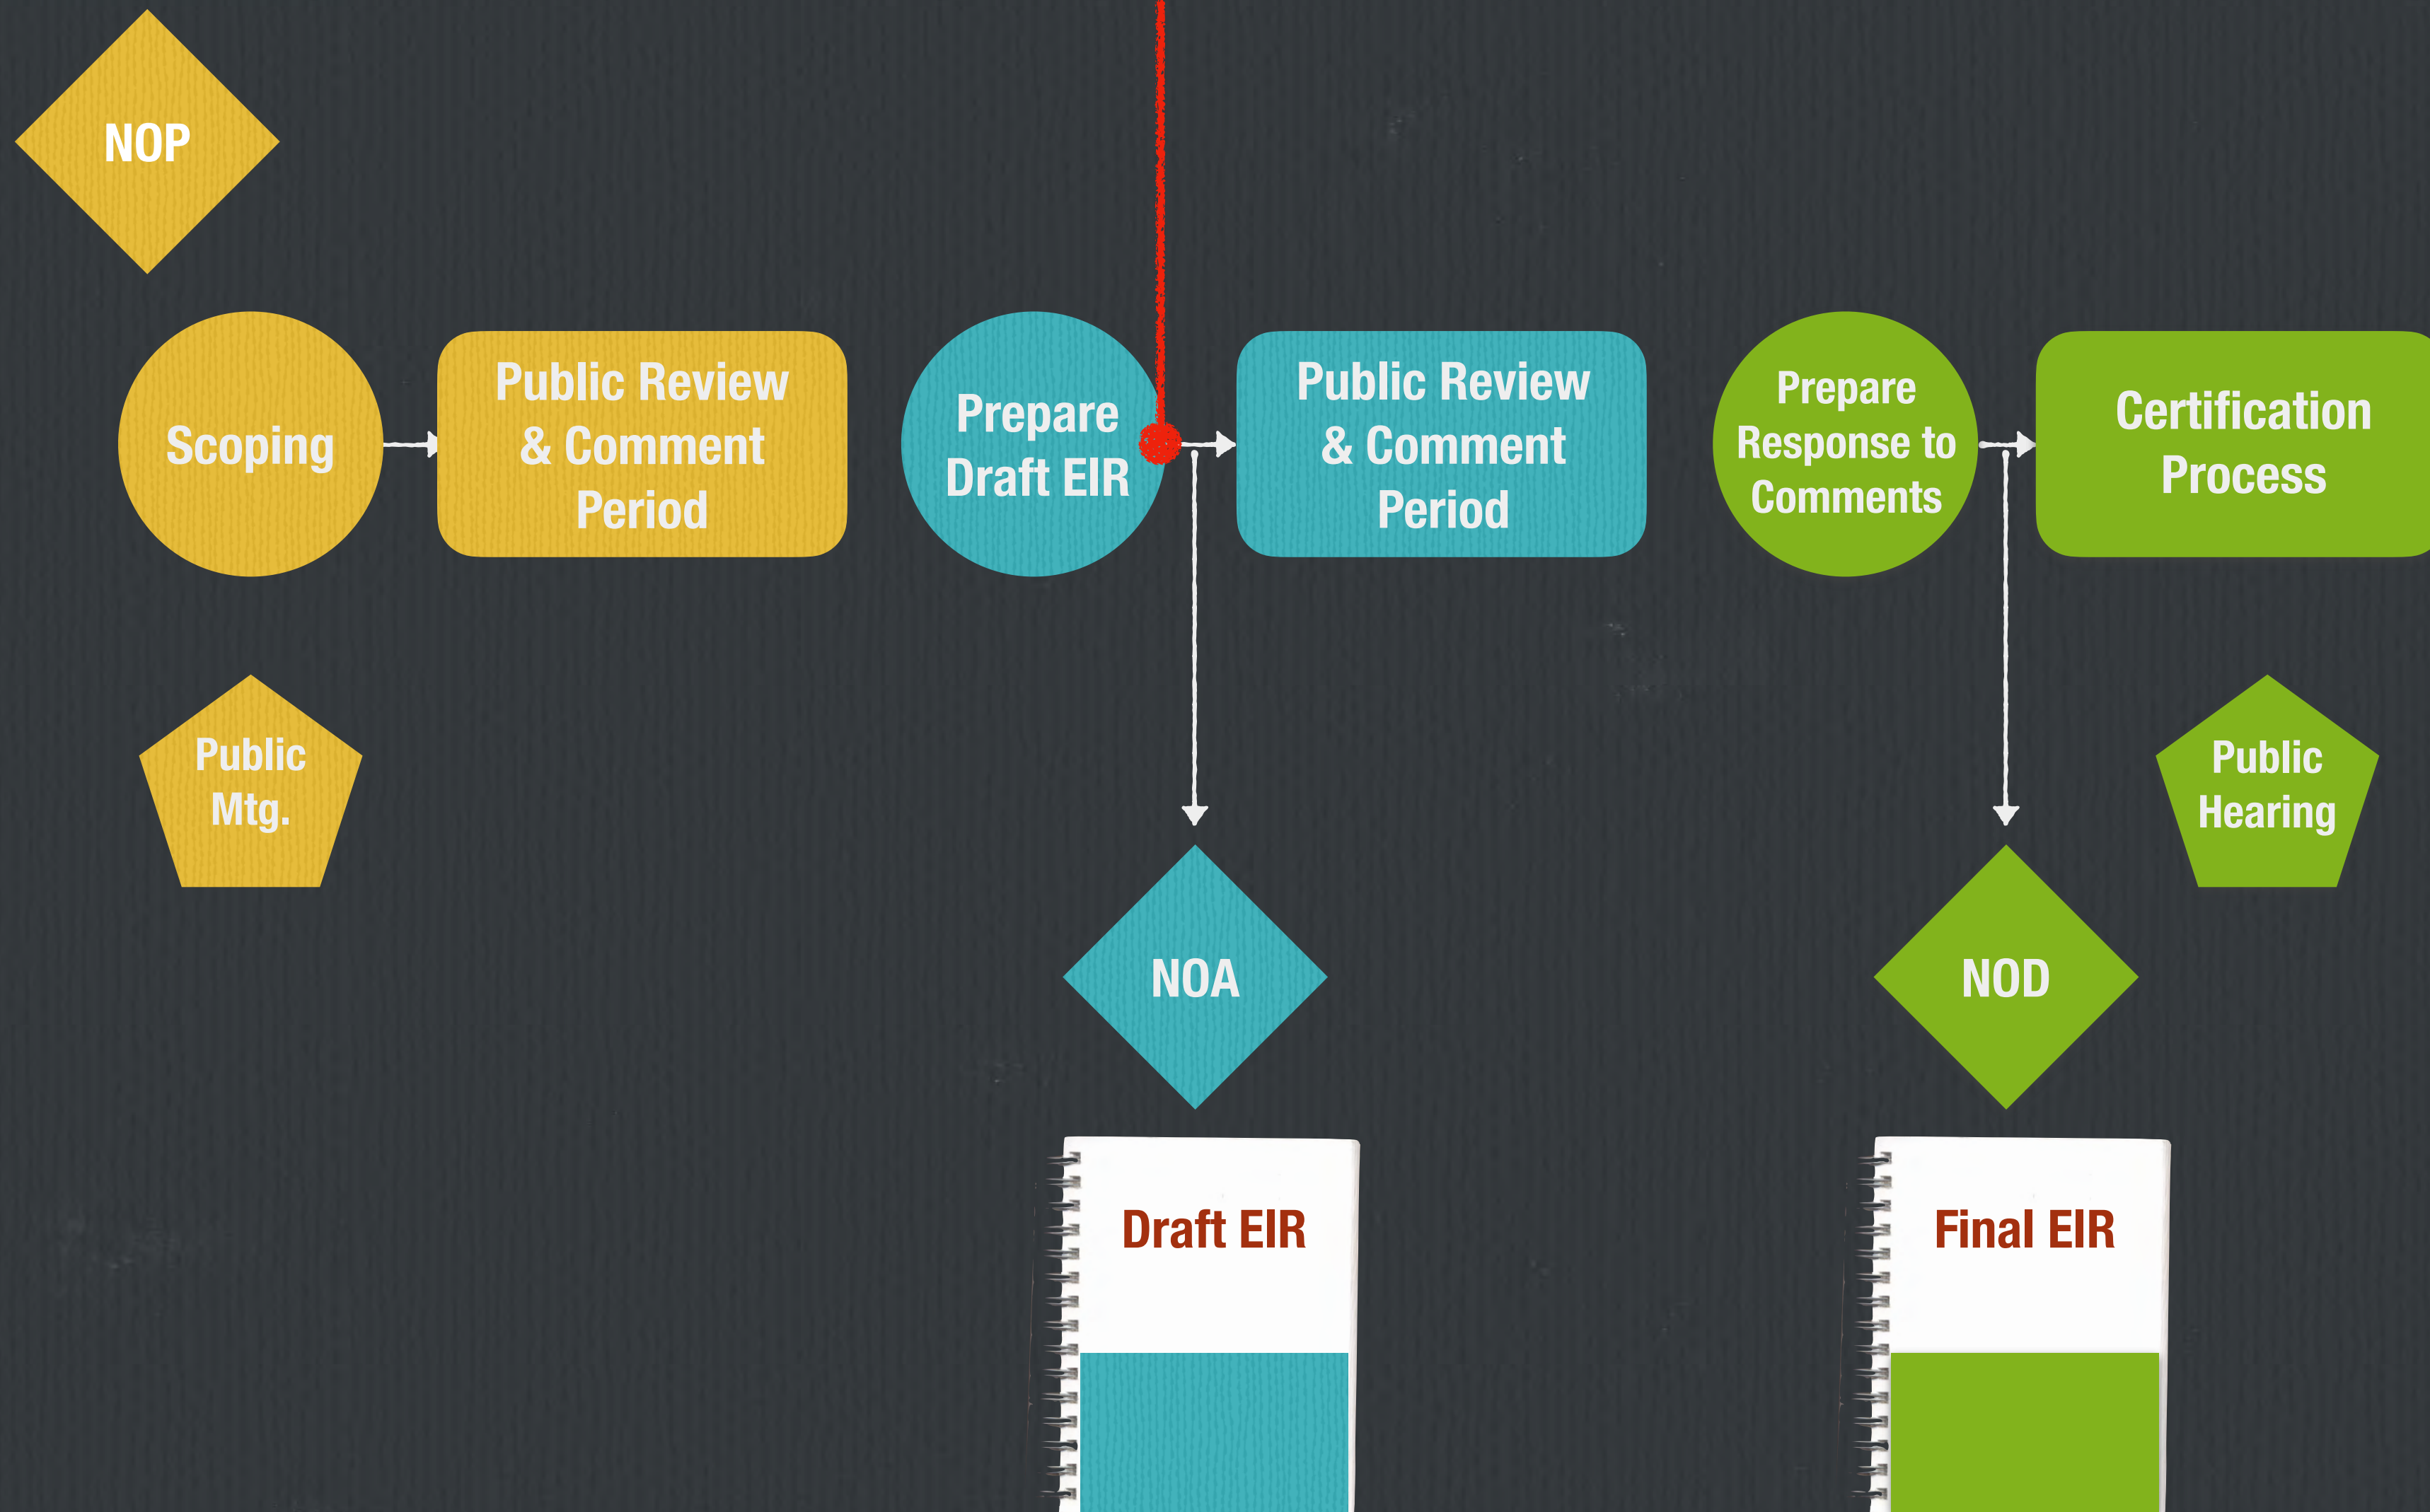 NOP
Scoping
Public Review
& Comment
Period
Prepare
Draft EIR
Public Review
& Comment
Period
Prepare
Response to
Comments
Certification
Process
Public
Mtg.
Public
Hearing
NOA
NOD
Draft EIR
Final EIR